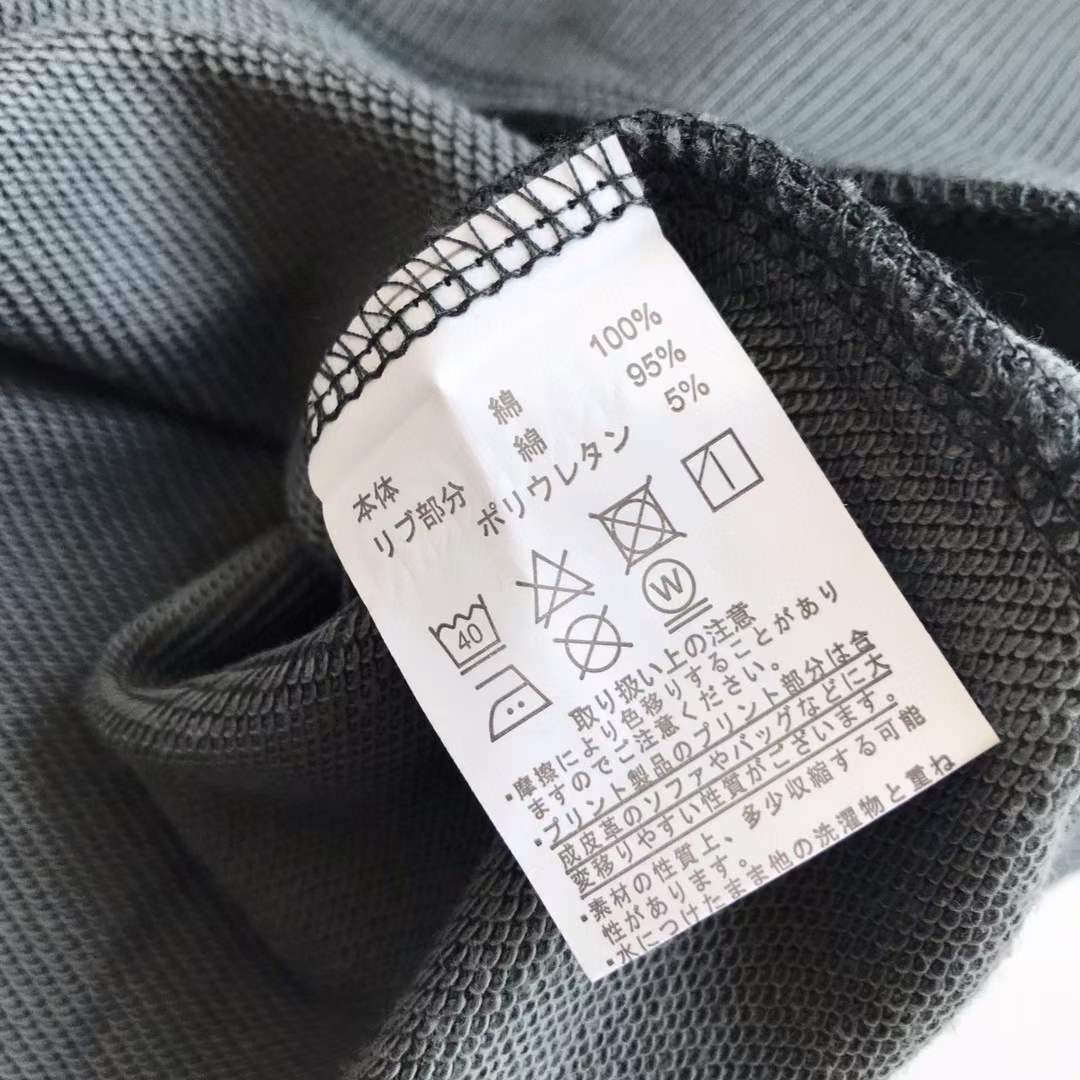 本体 綿 100%
リブ部分 綿 95%
ポリウレタン 5%
40
W
取り扱い上の注意
・摩擦により色移りすることがあり
ますのでご注意ください。
・プリント製品のプリント部分は合
成皮革のソファやバッグなどに大
変移りやすい性質がございます。
・素材の性質上、多少収縮する可能
性があります。
・水につけたまま他の洗濯物と重ね